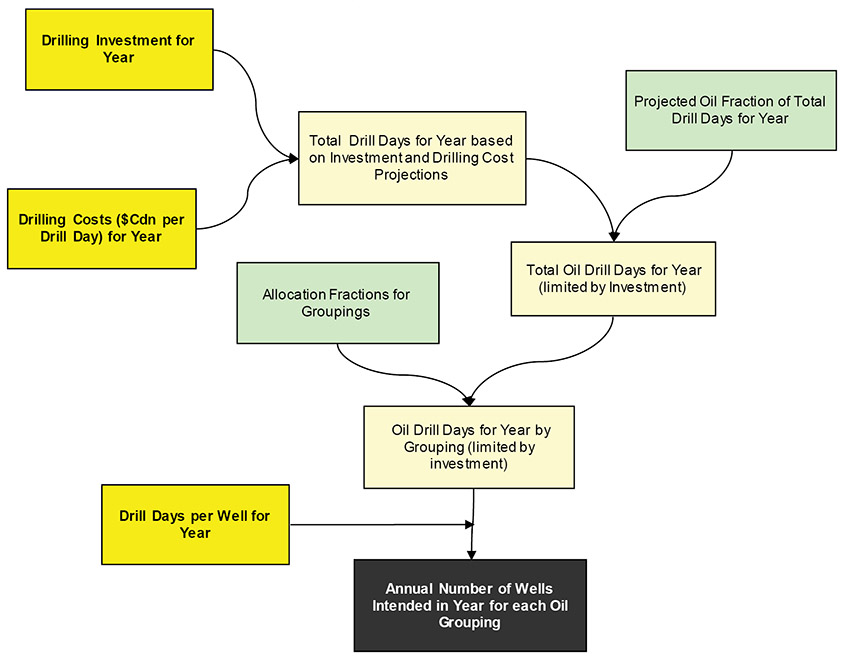 Drilling Investment for
Year
Projected Oil Fraction of Total
Drill Days for Year
Total Drill Days for Year based
on Investment and Drilling Cost
Projections
Drilling Costs ($Cdn per
Drill Day) for Year
Total Oil Drill Days for Year
(limited by Investment)
Allocation Fractions for
Groupings
Oil Drill Days for Year by
Grouping (limited by
investment)
Drill Days per Well for
Year
Annual Number of Wells
Intended in Year for each Oil
Grouping